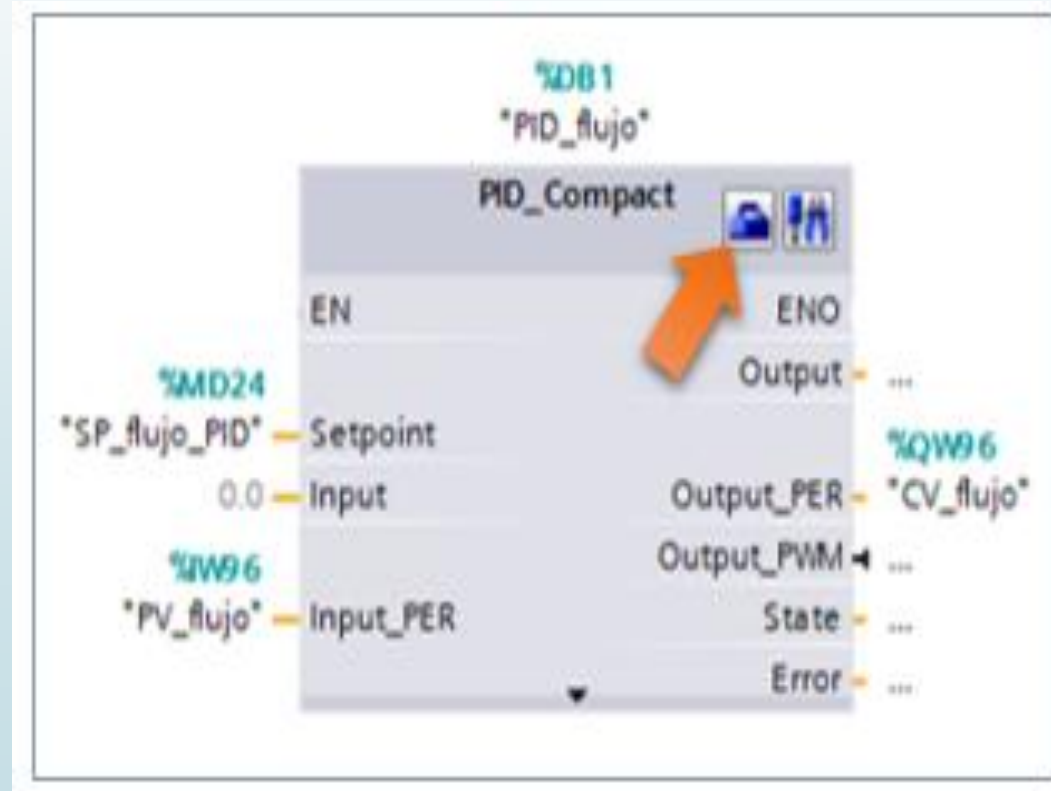 %DB1
"PID_flujo"
PID_Compact
EN
ENO
Output ...
%MD24
"SP_flujo_PID"
Setpoint
%QW96
0.0
Input
Output_PER
"CV_flujo"
Output_PWM ...
%IW96
"PV_flujo"
Input_PER
State ...
Error ...